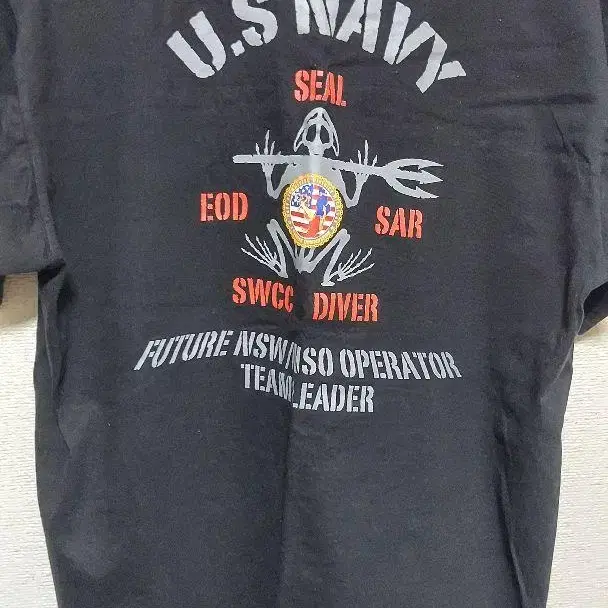 U.S NAVY
SEAL
EOD SAR
SWCC DIVER
FUTURE NSW/NSO OPERATOR
TEAM LEADER